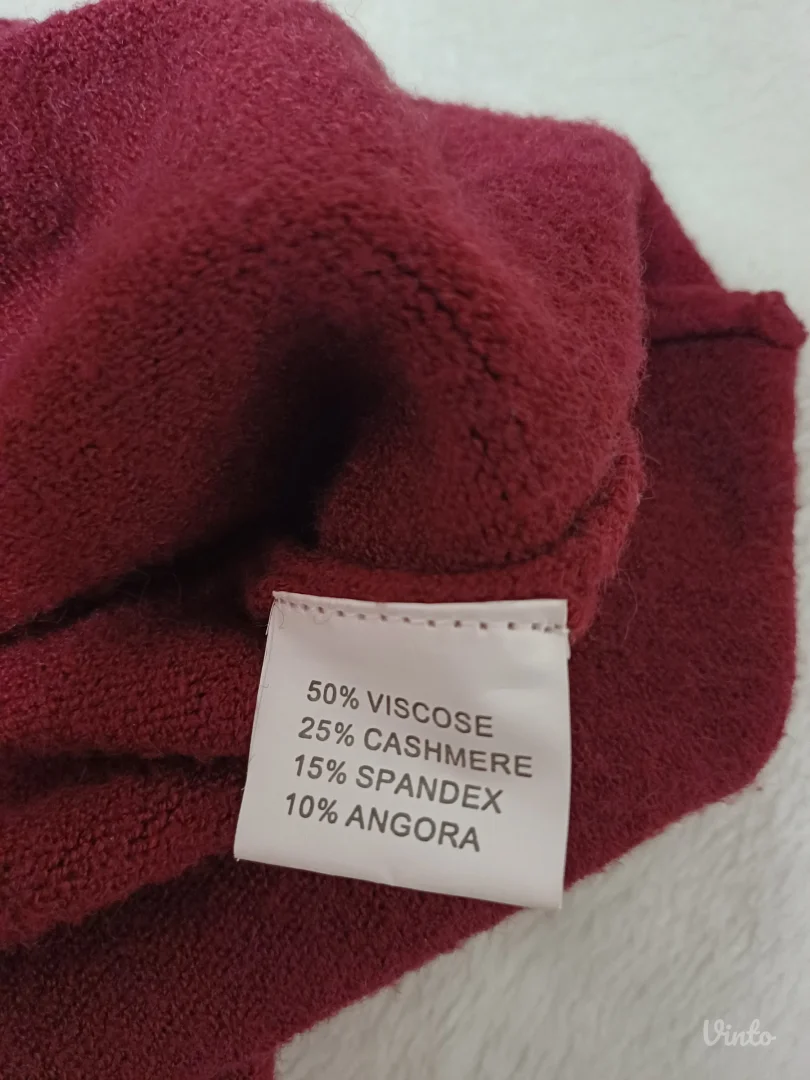 50% VISCOSE
25% CASHMERE
15% SPANDEX
10% ANGORA
Vinto